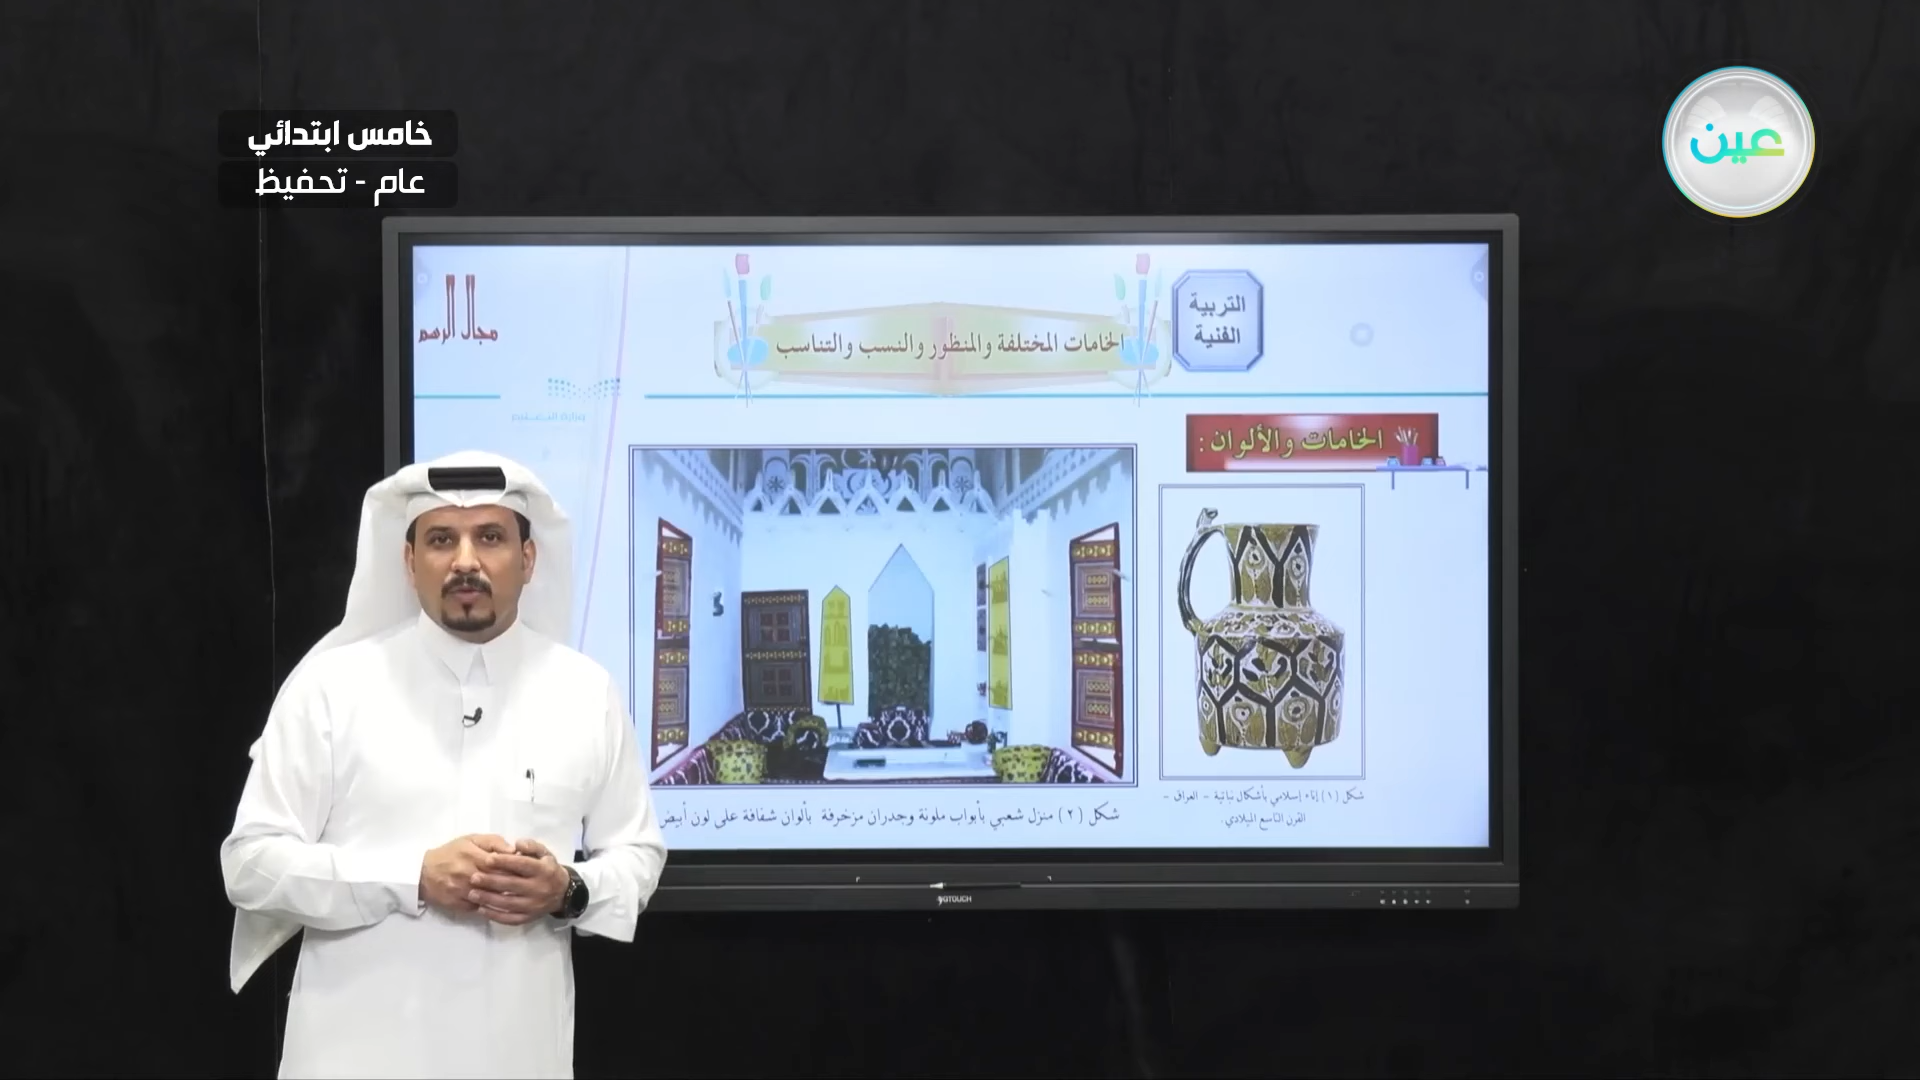 خامس ابتدائي
عام - تحفيظ
عين
التربية
الفنية
الخامات المختلفة والمنظور والنسب والتناسب
مجال الرسم
وزارة التعليم
الخامات والألوان :
شكل (١) إناء إسلامي بأشكال نباتية - العراق -
القرن التاسع الميلادي.
شكل (٢) منزل شعبي بأبواب ملونة وجدران مزخرفة بألوان شفافة على لون أبيض